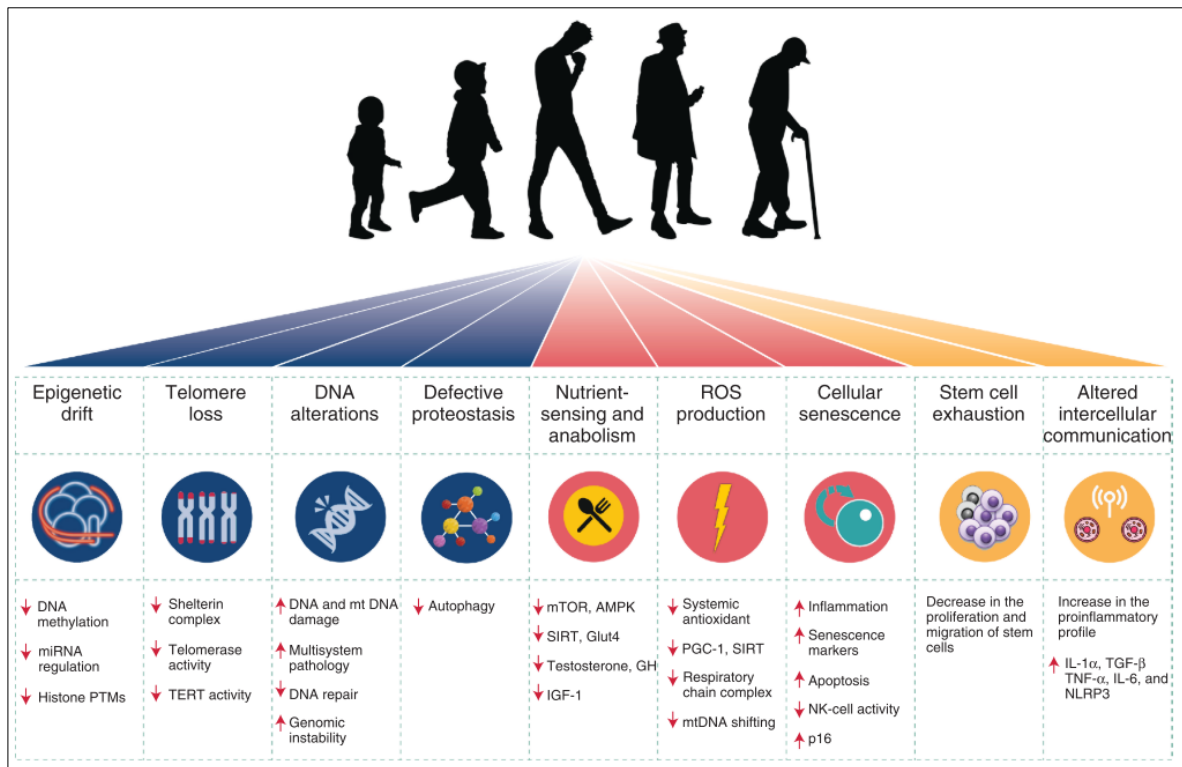 Epigenetic
drift
Telomere
loss
DNA
alterations
Defective
proteostasis
Nutrient-
sensing and
anabolism
ROS
production
Cellular
senescence
Stem cell
exhaustion
Altered
intercellular
communication
↓ DNA
methylation
↓ miRNA
regulation
↓ Histone PTMs
↓ Shelterin
complex
↓ Telomerase
activity
↓ TERT activity
↑ DNA and mt DNA
damage
↑ Multisystem
pathology
↓ DNA repair
↑ Genomic
instability
↓ Autophagy
↓ mTOR, AMPK
↓ SIRT, Glut4
↓ Testosterone, GH
↓ IGF-1
↓ Systemic
antioxidant
↓ PGC-1, SIRT
↓ Respiratory
chain complex
↓ mtDNA shifting
↑ Inflammation
↑ Senescence
markers
↑ Apoptosis
↓ NK-cell activity
↑ p16
Decrease in the
proliferation and
migration of stem
cells
Increase in the
proinflammatory
profile
↑ IL-1α, TGF-β
TNF-α, IL-6, and
NLRP3